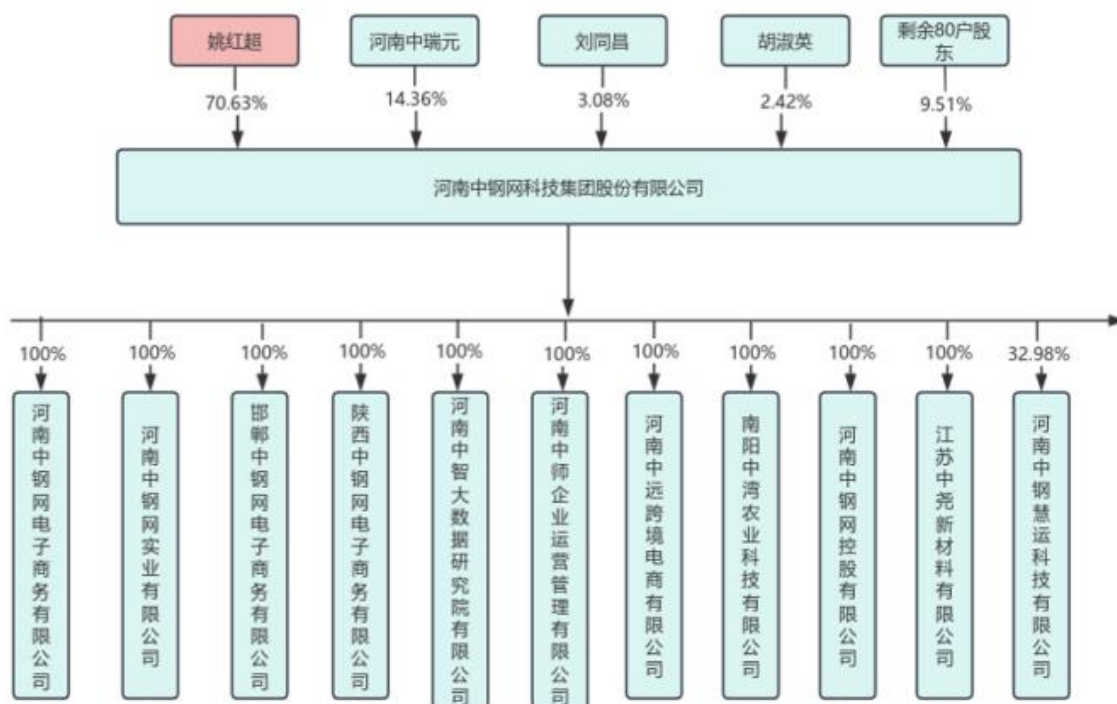 姚红超
河南中瑞元
刘同昌
胡淑英
剩余80户股
东
70.63%
14.36%
3.08%
2.42%
9.51%
河南中钢网科技集团股份有限公司
100%
100%
100%
100%
100%
100%
100%
100%
100%
100%
32.98%
河南中钢网电子商务有限公司
河南中钢网实业有限公司
邯郸中钢网电子商务有限公司
陕西中钢网电子商务有限公司
河南中智大数据研究院有限公司
河南中师企业运营管理有限公司
河南中远跨境电商有限公司
南阳中湾农业科技有限公司
河南中钢网控股有限公司
江苏中尧新材料有限公司
河南中钢慧运科技有限公司